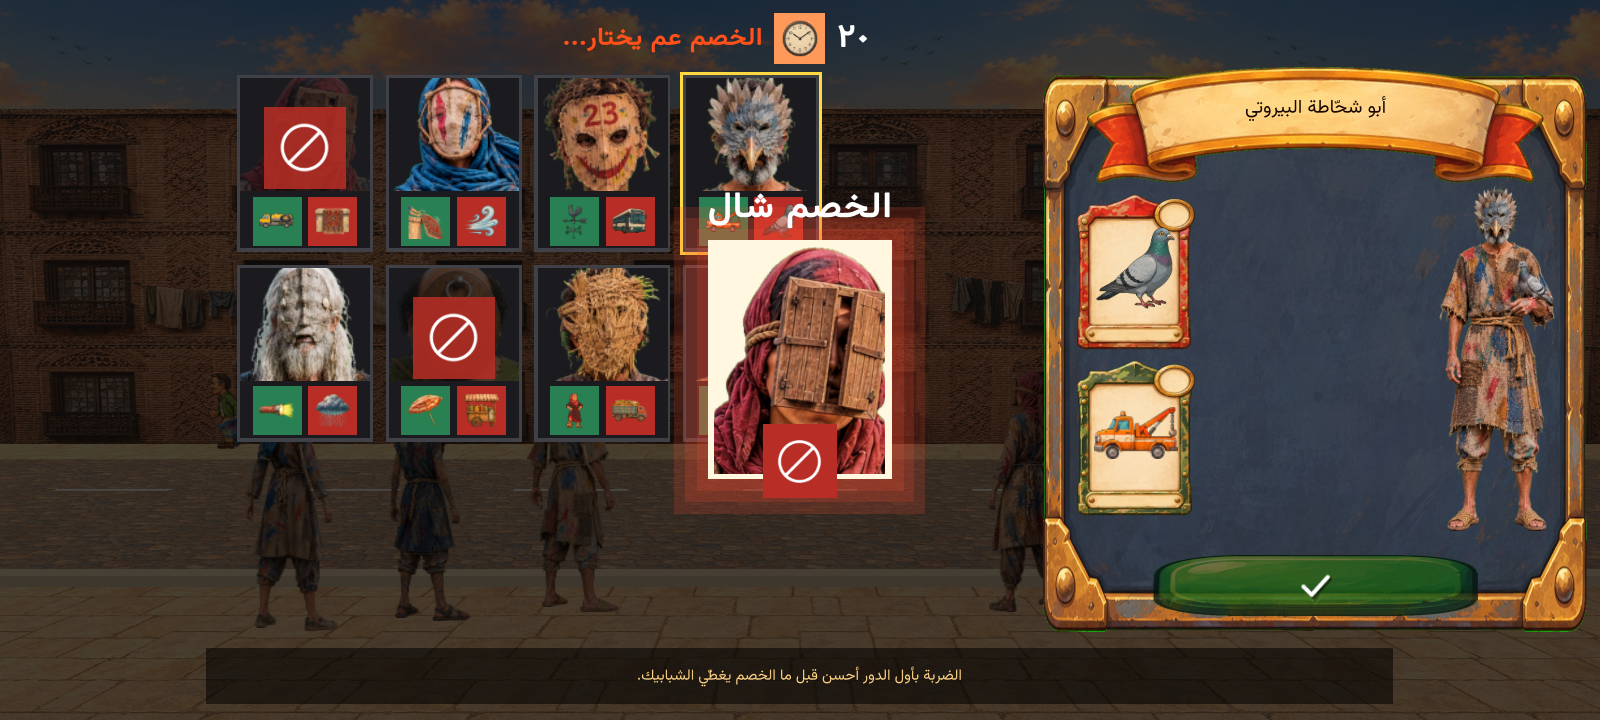 الخصم عم يختار... ٢٠
23
الخصم شال
أبو شحّاطة البيروتي
الضربة بأول الدور أحسن قبل ما الخصم يغطّي الشبابيك.